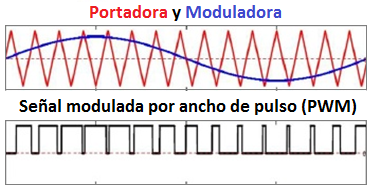 Portadora y Moduladora
Señal modulada por ancho de pulso (PWM)